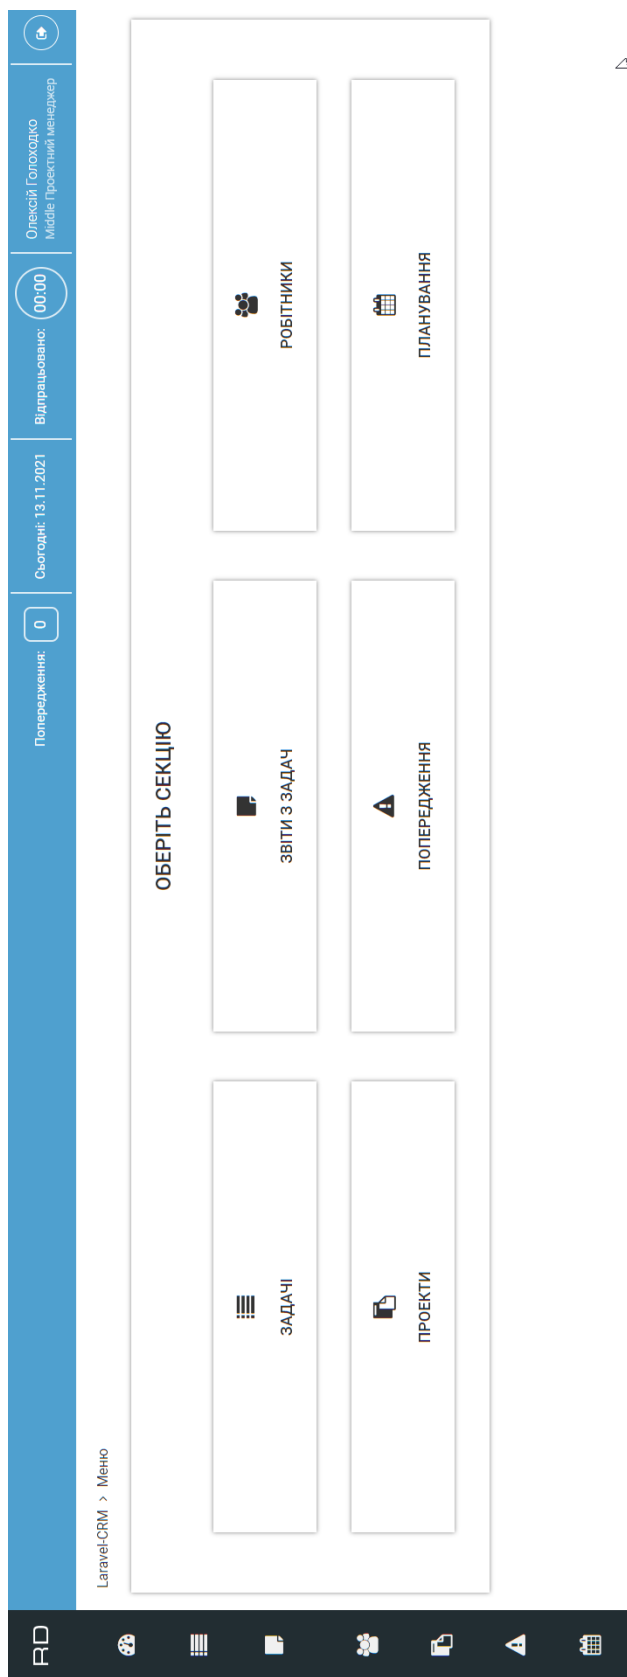 RD
Попередження: 0
Сьогодні: 13.11.2021
Відпрацьовано: 00:00
Олексій Голоходко
Middle Проектний менеджер
Laravel-CRM > Меню
ОБЕРІТЬ СЕКЦІЮ
ЗАДАЧІ
ЗВІТИ З ЗАДАЧ
РОБІТНИКИ
ПРОЕКТИ
ПОПЕРЕДЖЕННЯ
ПЛАНУВАННЯ